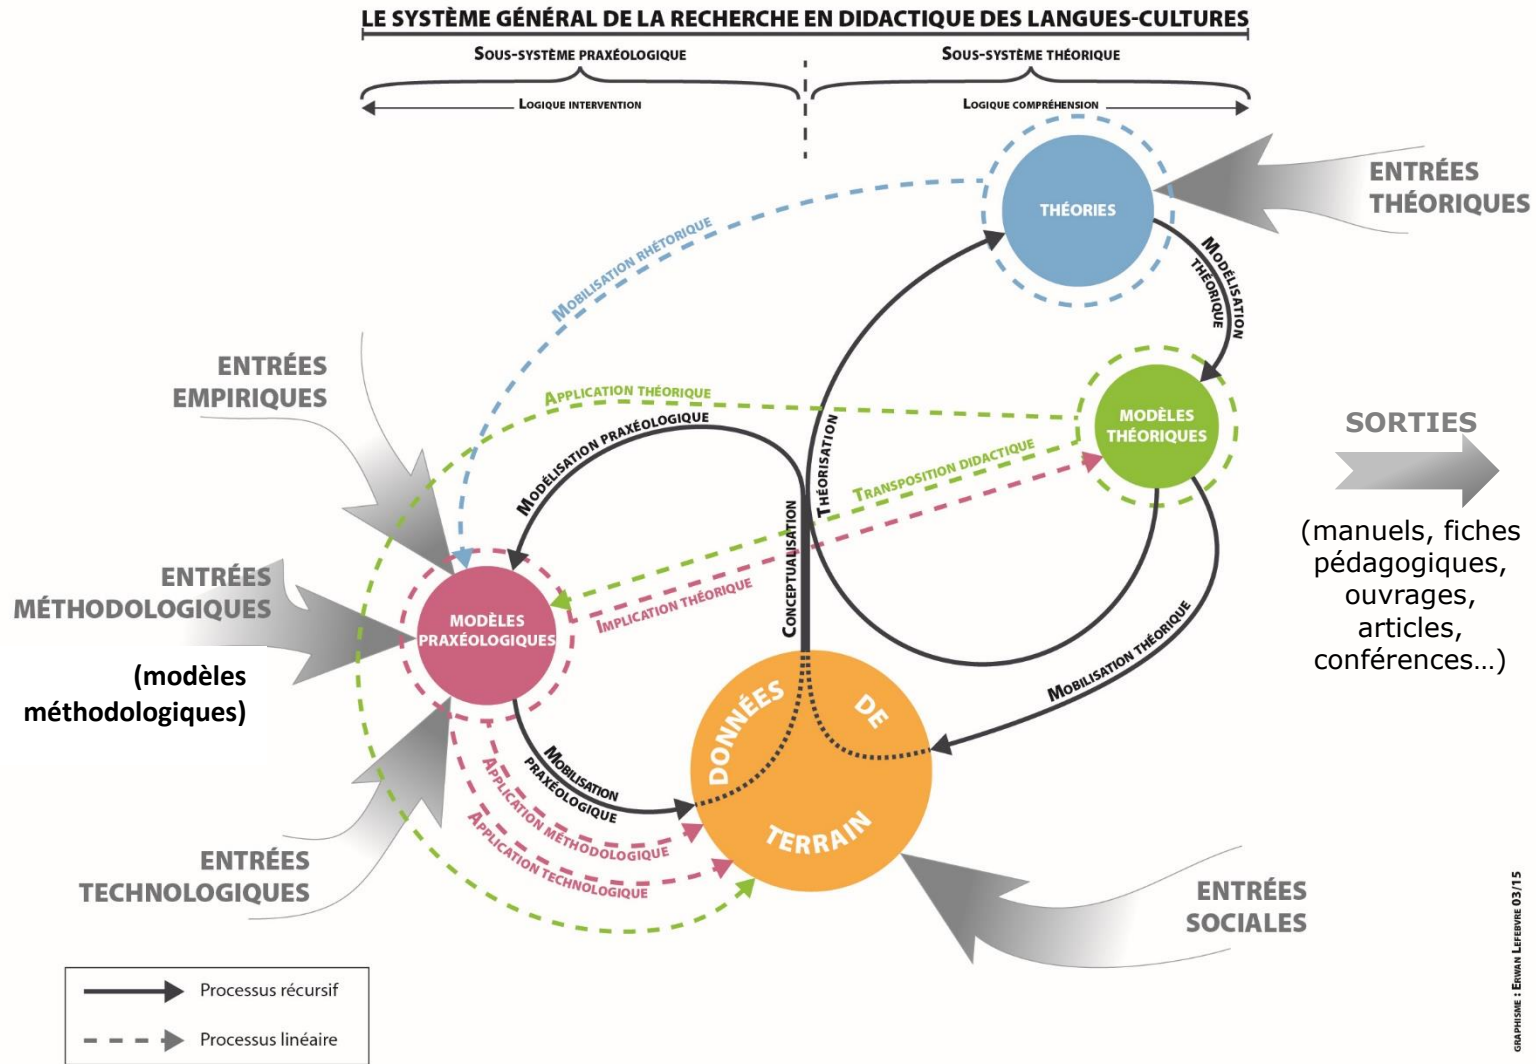 LE SYSTÈME GÉNÉRAL DE LA RECHERCHE EN DIDACTIQUE DES LANGUES-CULTURES
SOUS-SYSTÈME PRAXÉOLOGIQUE
SOUS-SYSTÈME THÉORIQUE
LOGIQUE INTERVENTION
LOGIQUE COMPRÉHENSION
THÉORIES
ENTRÉES
THÉORIQUES
MOBILISATION RHÉTORIQUE
MODÉLISATION
THÉORIQUE
ENTRÉES
EMPIRIQUES
APPLICATION THÉORIQUE
MODÉLISATION PRAXÉOLOGIQUE
THÉORISATION
TRANSPOSITION DIDACTIQUE
MODÈLES
THÉORIQUES
SORTIES
(manuels, fiches
pédagogiques,
ouvrages,
articles,
conférences…)
ENTRÉES
MÉTHODOLOGIQUES
(modèles
méthodologiques)
MODÈLES
PRAXÉOLOGIQUES
IMPLICATION THÉORIQUE
CONCEPTUALISATION
MOBILISATION THÉORIQUE
MOBILISATION
PRAXÉOLOGIQUE
APPLICATION MÉTHODOLOGIQUE
APPLICATION TECHNOLOGIQUE
DONNÉES
DE
TERRAIN
ENTRÉES
TECHNOLOGIQUES
ENTRÉES
SOCIALES
Processus récursif
Processus linéaire
GRAPHISME : ERWAN LEFEBVRE 03/15